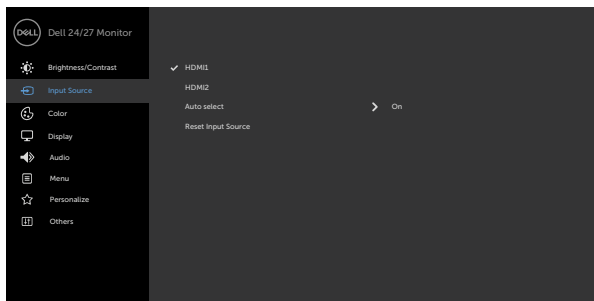 DELL Dell 24/27 Monitor
Brightness/Contrast
Input Source
Color
Display
Audio
Menu
Personalize
Others
HDMI1
HDMI2
Auto select On
Reset Input Source